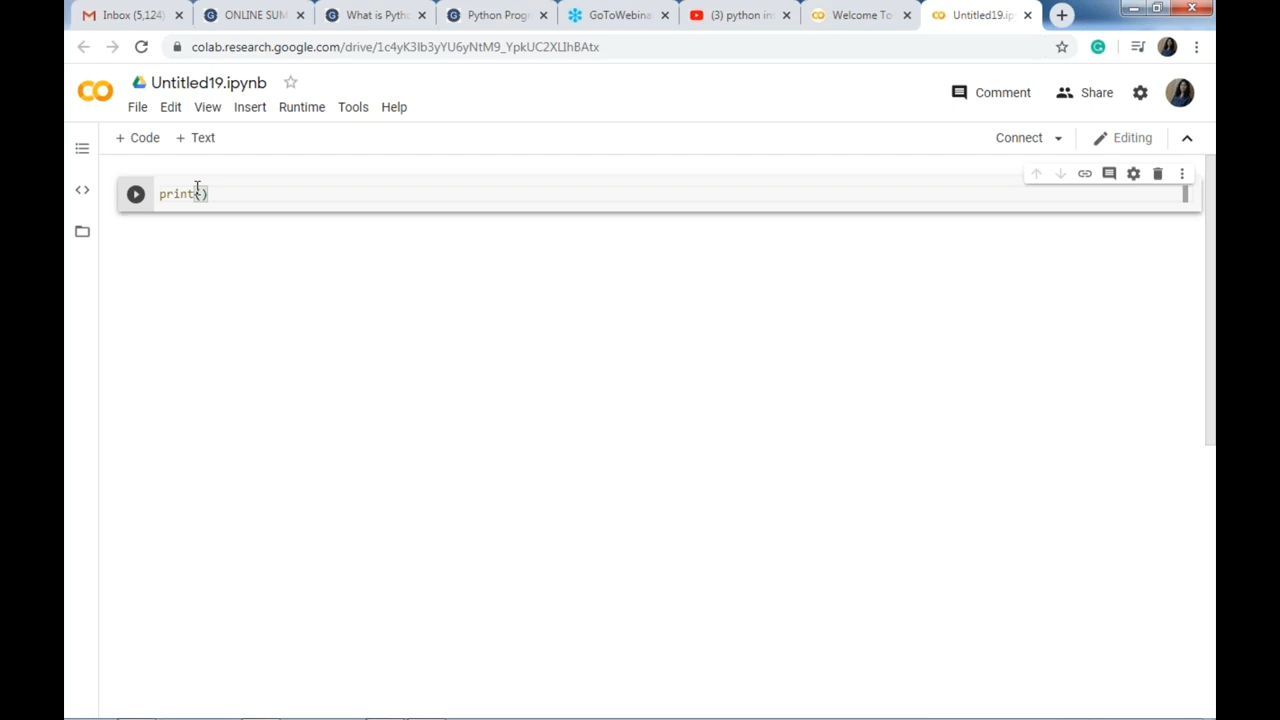 Inbox (5,124)
ONLINE SUM
What is Pytho
Python Progr
GoToWebina
(3) python in
Welcome To
Untitled19.ip
colab.research.google.com/drive/1c4yK3Ib3yYU6yNtM9_YpkUC2XLIhBAtx
CO Untitled19.ipynb
Comment Share
File Edit View Insert Runtime Tools Help
+ Code + Text Connect Editing
print()